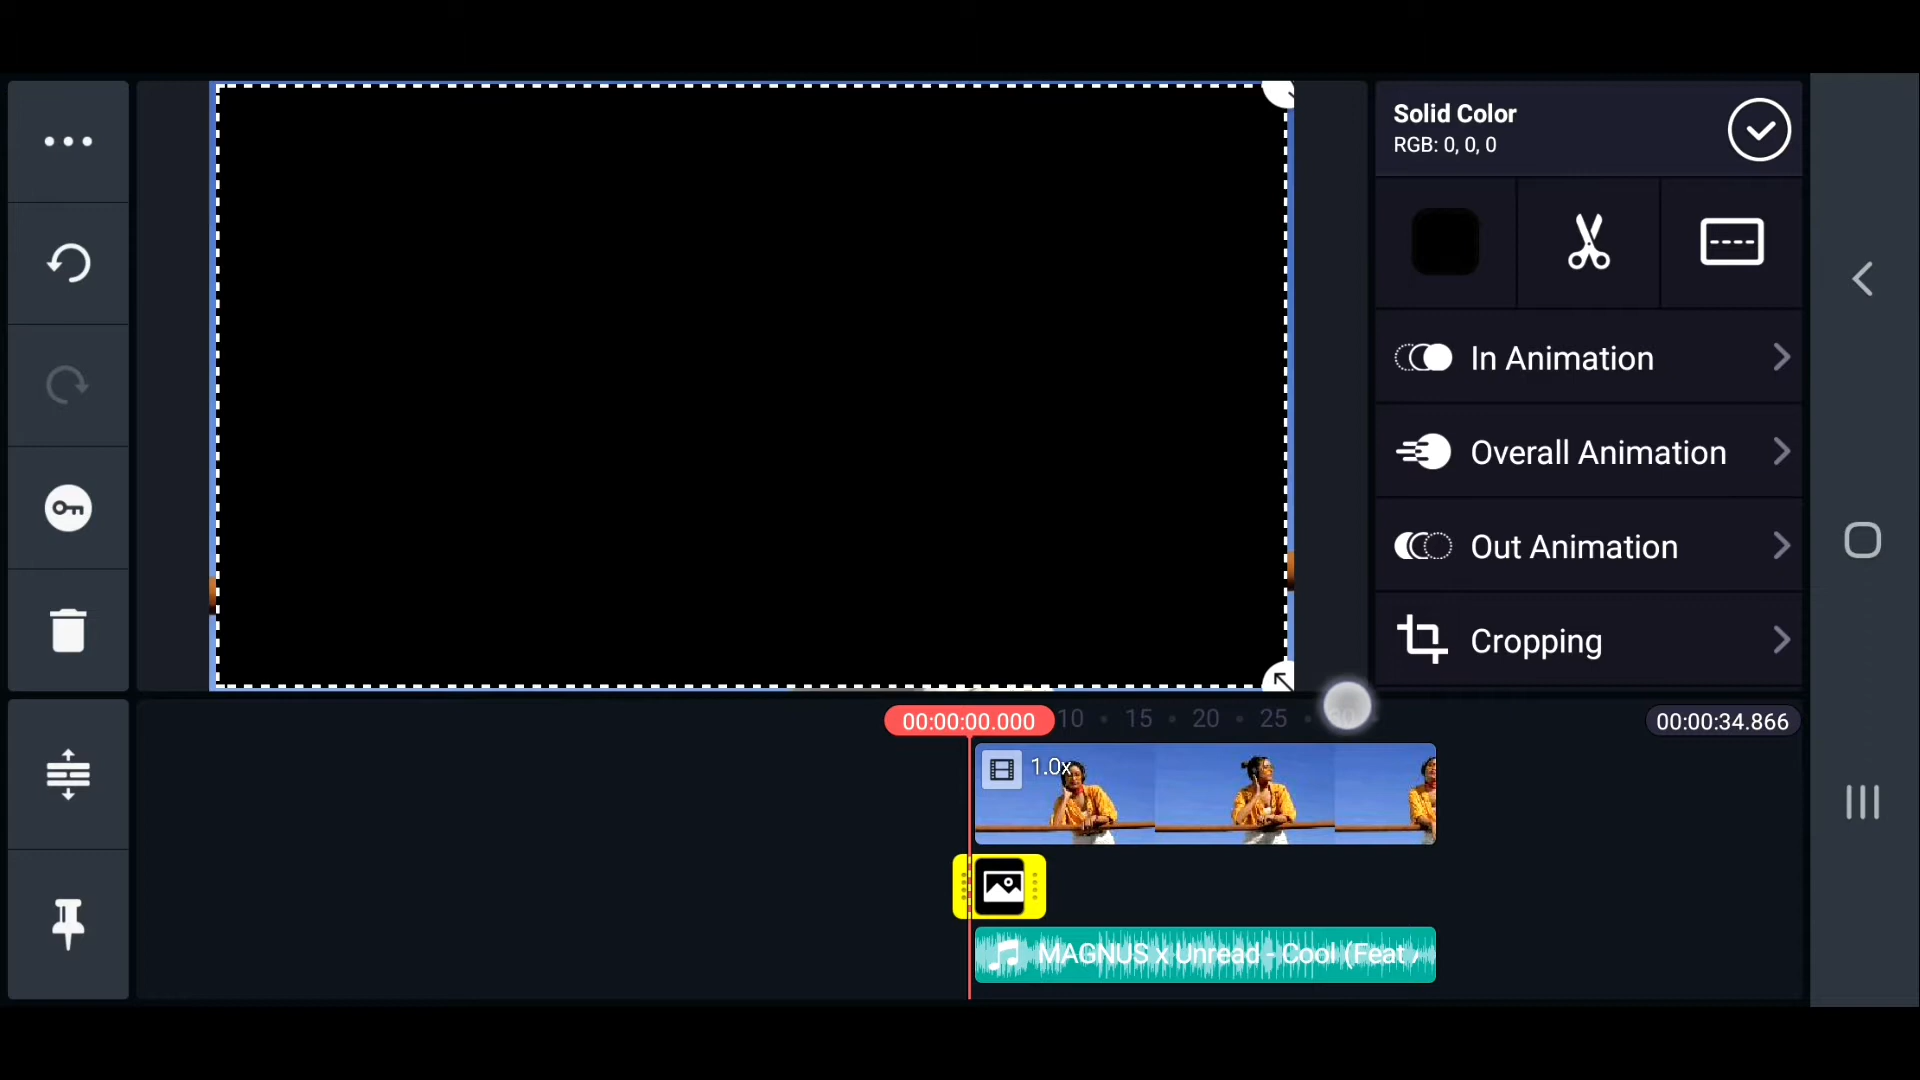 Solid Color
RGB: 0, 0, 0
In Animation
Overall Animation
Out Animation
Cropping
00:00:00.000
10
15
20
25
00:00:34.866
1.0x
MAGNUS x Unread - Cool (Feat